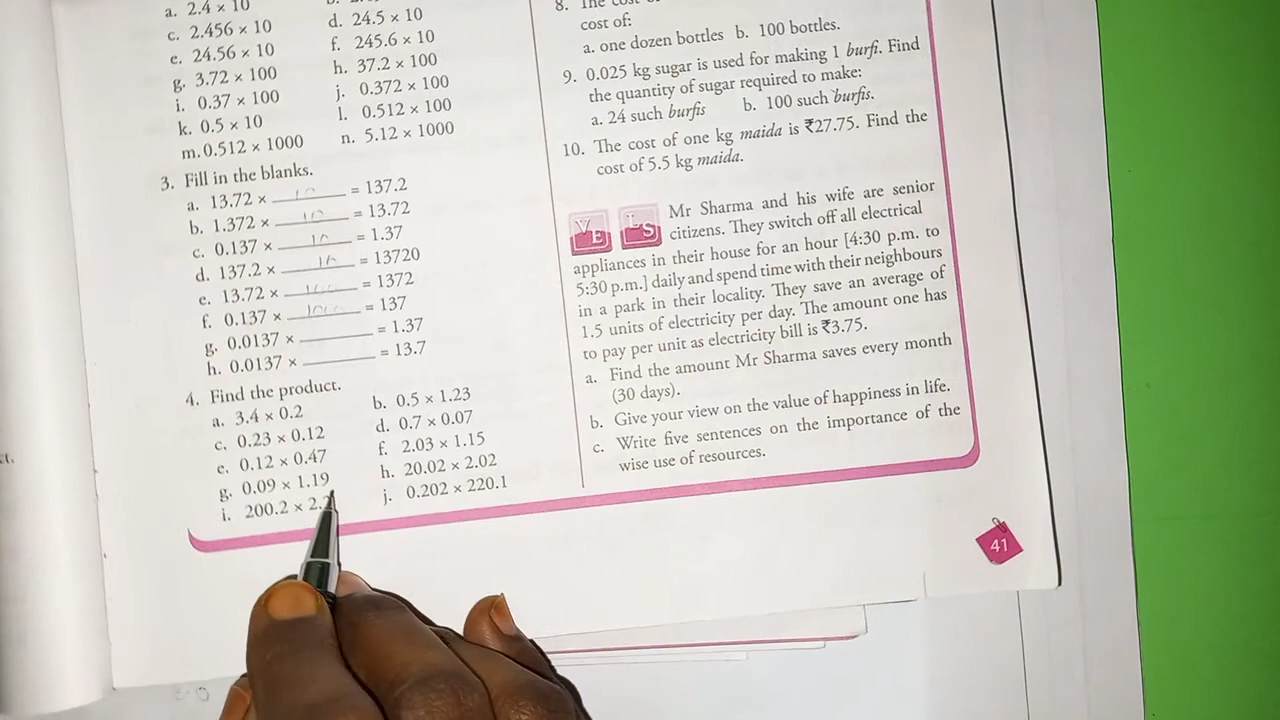 a. 2.4 × 10
c. 2.456 × 10
d. 24.5 × 10
e. 24.56 × 10
f. 245.6 × 10
g. 3.72 × 100
h. 37.2 × 100
i. 0.37 × 100
j. 0.372 × 100
k. 0.5 × 10
l. 0.512 × 100
m. 0.512 × 1000
n. 5.12 × 1000
3. Fill in the blanks.
a. 13.72 × 10 = 137.2
b. 1.372 × 10 = 13.72
c. 0.137 × 10 = 1.37
d. 137.2 × = 13720
e. 13.72 × 100 = 1372
f. 0.137 × 1000 = 137
g. 0.0137 × ______ = 1.37
h. 0.0137 × ______ = 13.7
4. Find the product.
a. 3.4 × 0.2
b. 0.5 × 1.23
c. 0.23 × 0.12
d. 0.7 × 0.07
e. 0.12 × 0.47
f. 2.03 × 1.15
g. 0.09 × 1.19
h. 20.02 × 2.02
i. 200.2 × 2.
j. 0.202 × 220.1
8. The cost
cost of:
a. one dozen bottles b. 100 bottles.
9. 0.025 kg sugar is used for making 1 burfi. Find
the quantity of sugar required to make:
a. 24 such burfis b. 100 such burfis.
10. The cost of one kg maida is ₹27.75. Find the
cost of 5.5 kg maida.
VE LS Mr Sharma and his wife are senior
citizens. They switch off all electrical
appliances in their house for an hour [4:30 p.m. to
5:30 p.m.] daily and spend time with their neighbours
in a park in their locality. They save an average of
1.5 units of electricity per day. The amount one has
to pay per unit as electricity bill is ₹3.75.
a. Find the amount Mr Sharma saves every month
(30 days).
b. Give your view on the value of happiness in life.
c. Write five sentences on the importance of the
wise use of resources.
41